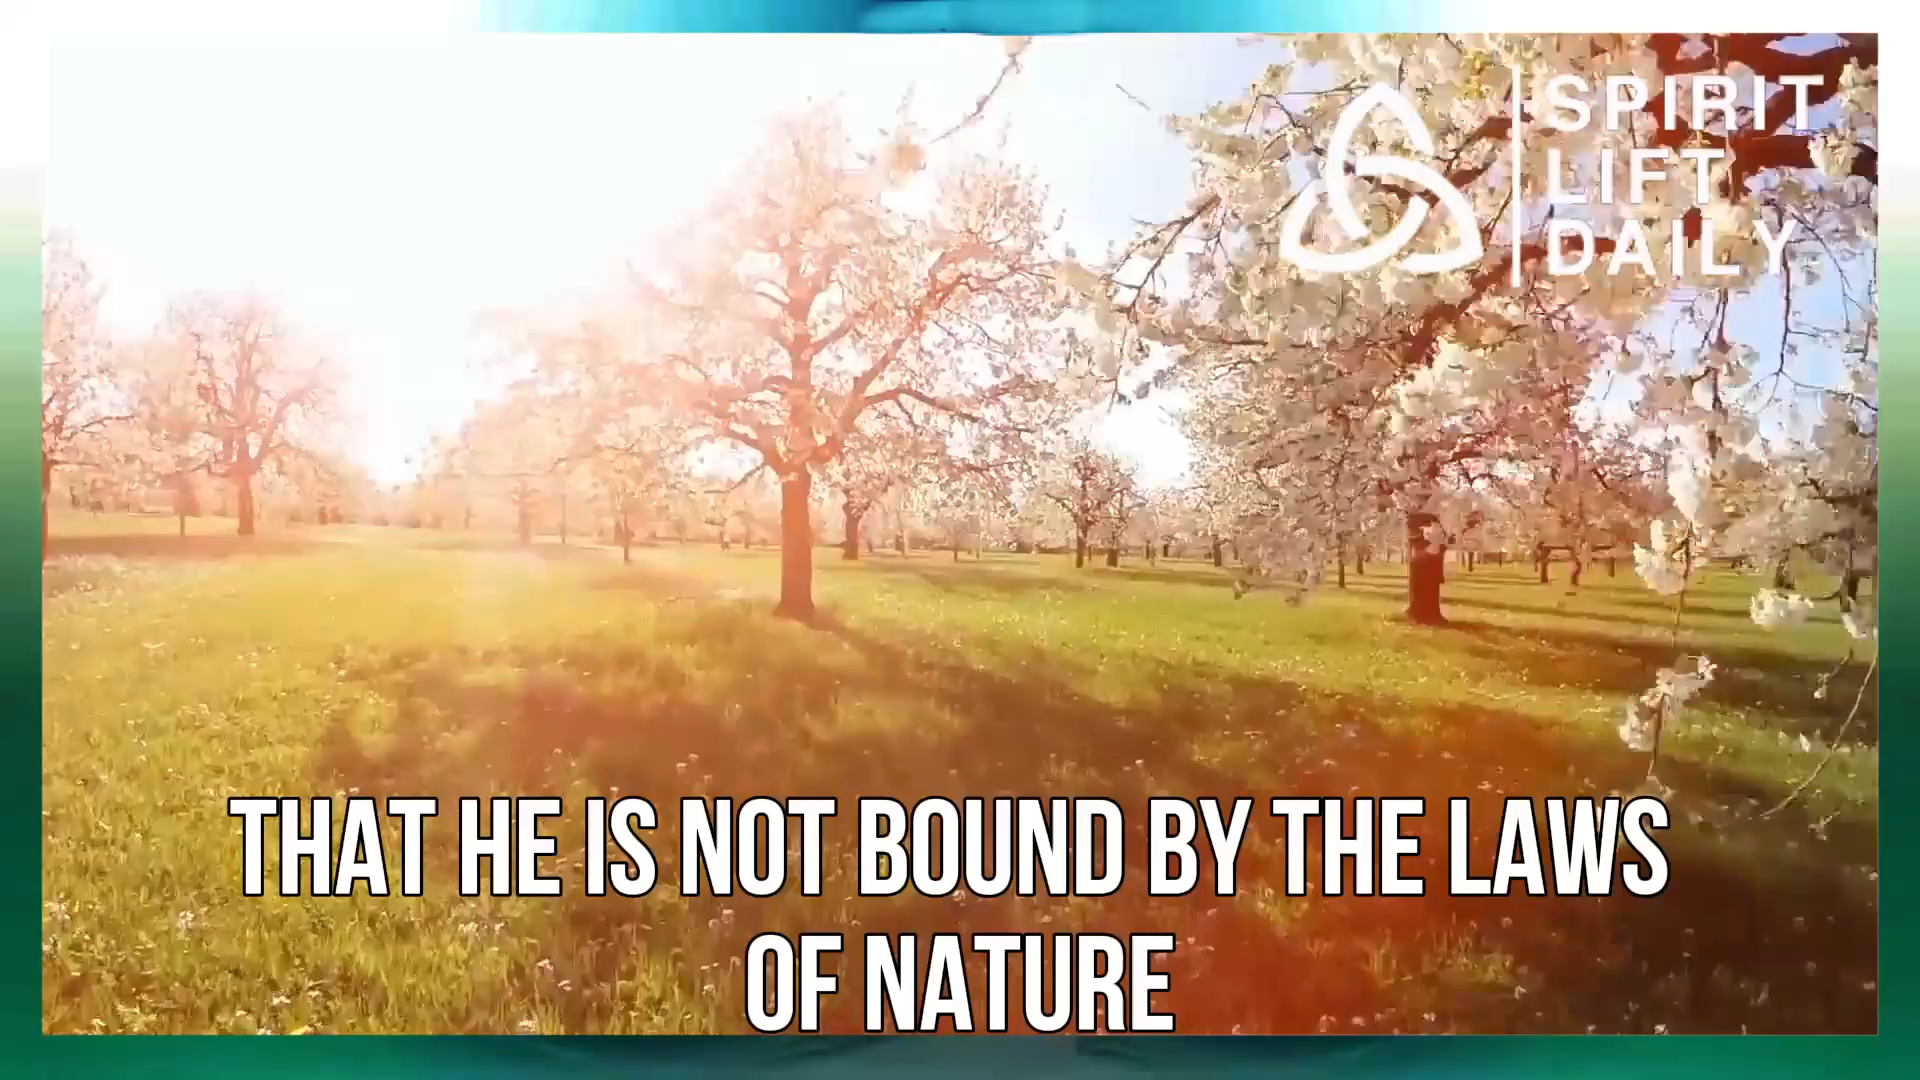 SPIRIT
LIFT
DAILY
THAT HE IS NOT BOUND BY THE LAWS
OF NATURE